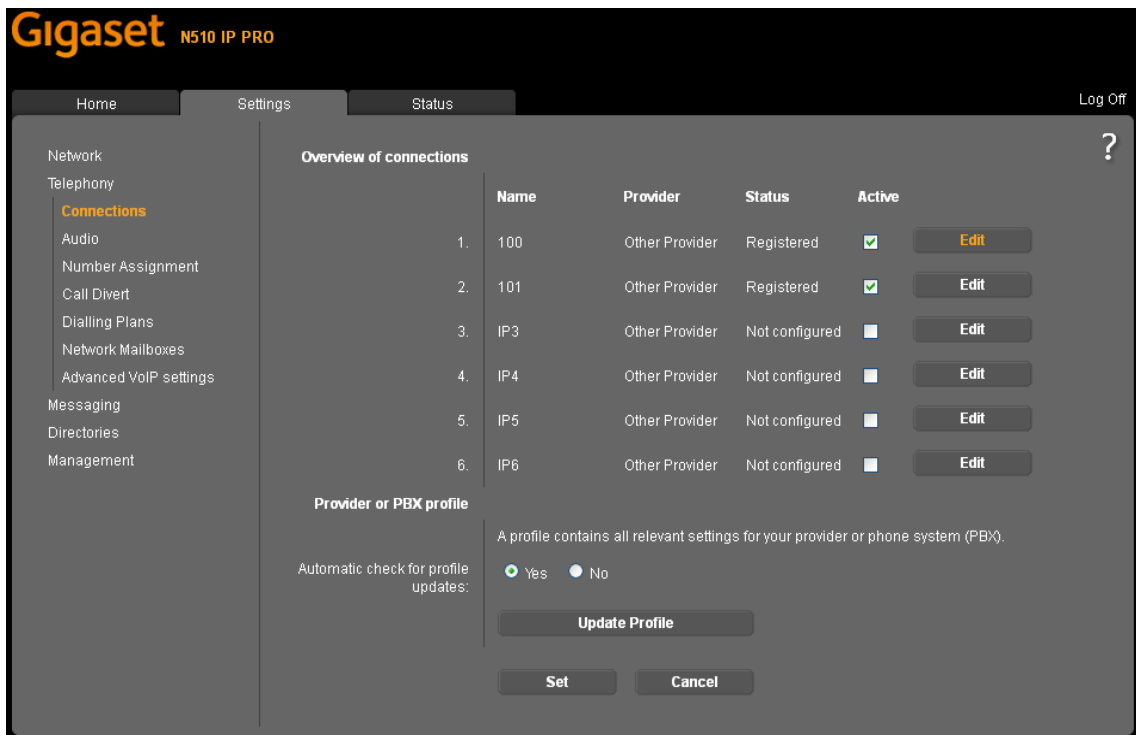 Gigaset N510 IP PRO
Home Settings Status Log Off
?
Network
Telephony
Connections
Audio
Number Assignment
Call Divert
Dialling Plans
Network Mailboxes
Advanced VoIP settings
Messaging
Directories
Management
Overview of connections
Name Provider Status Active
1. 100 Other Provider Registered Edit
2. 101 Other Provider Registered Edit
3. IP3 Other Provider Not configured Edit
4. IP4 Other Provider Not configured Edit
5. IP5 Other Provider Not configured Edit
6. IP6 Other Provider Not configured Edit
Provider or PBX profile
A profile contains all relevant settings for your provider or phone system (PBX).
Automatic check for profile
updates:
Yes No
Update Profile
Set Cancel